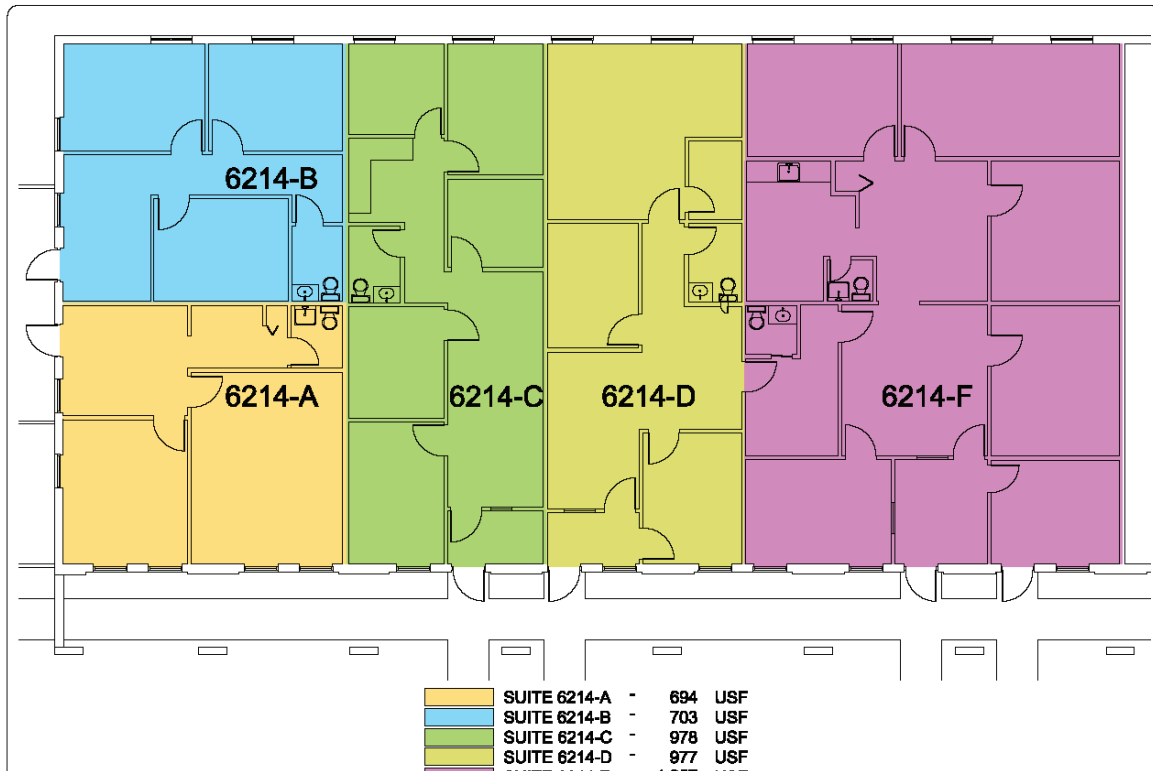 6214-B
6214-A
6214-C
6214-D
6214-F
SUITE 6214-A - 694 USF
SUITE 6214-B - 703 USF
SUITE 6214-C - 978 USF
SUITE 6214-D - 977 USF